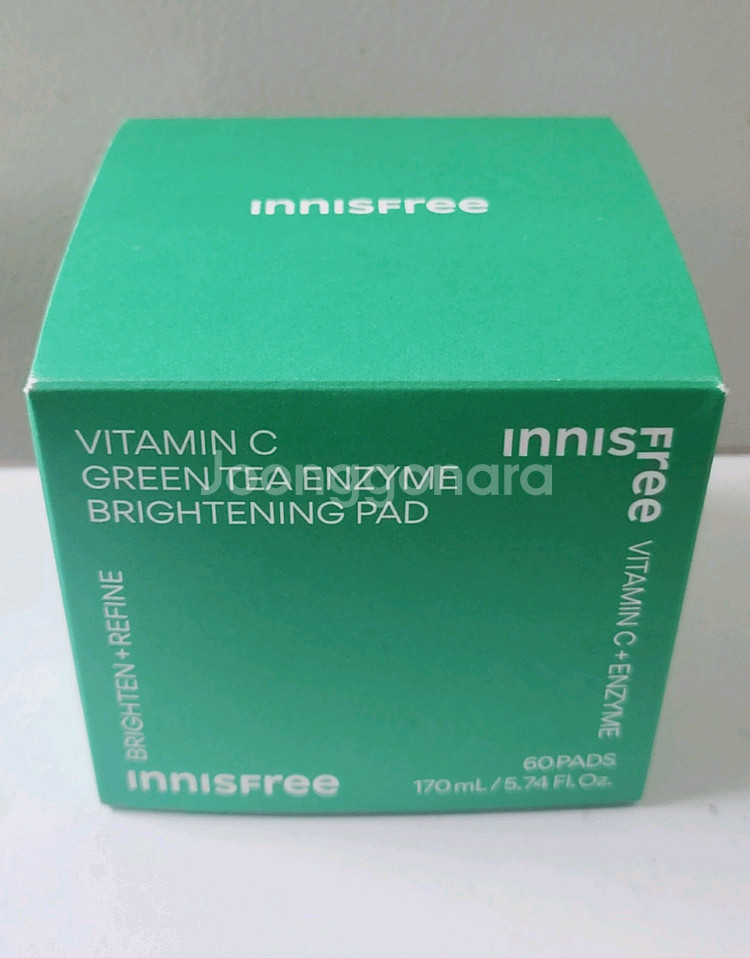 INNISFREE
VITAMIN C
GREEN TEA ENZYME
BRIGHTENING PAD
INNISFREE
Joonggonara
BRIGHTEN + REFINE
VITAMIN C + ENZYME
INNISFREE
60 PADS
170 mL / 5.74 Fl. Oz.